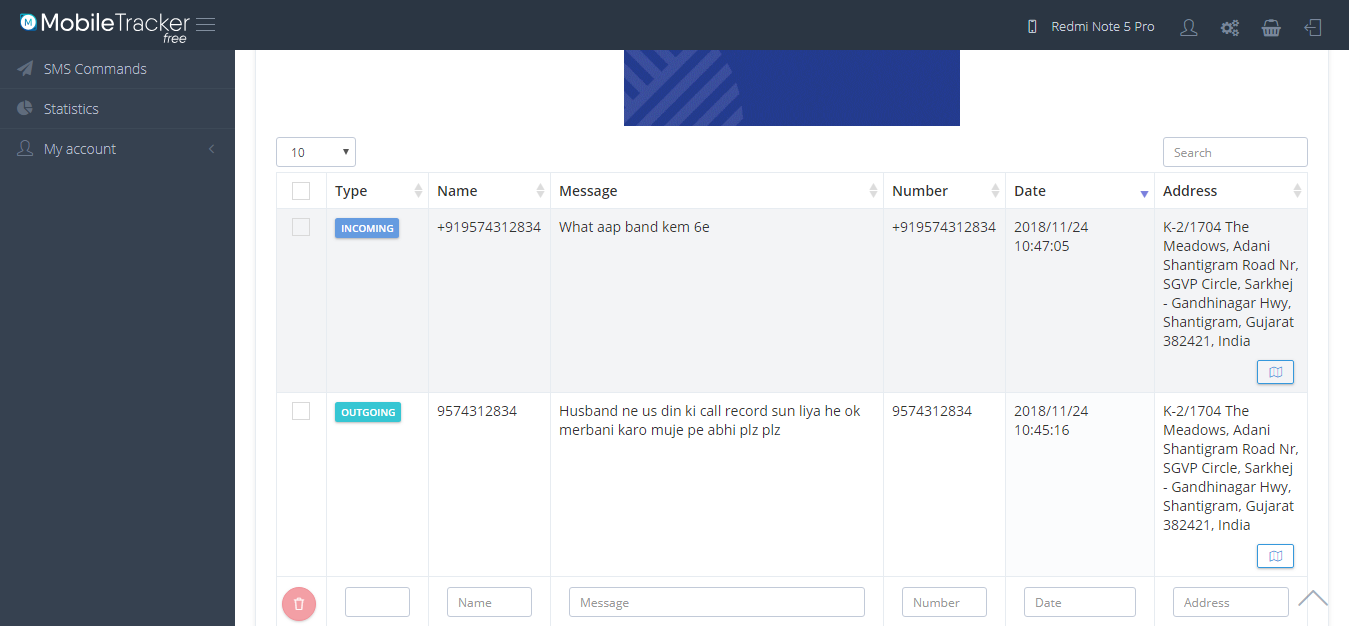 MobileTracker free
Redmi Note 5 Pro
SMS Commands
Statistics
My account
10
Search
Type Name Message Number Date Address
INCOMING +919574312834 What aap band kem 6e +919574312834 2018/11/24
10:47:05
K-2/1704 The
Meadows, Adani
Shantigram Road Nr,
SGVP Circle, Sarkhej
- Gandhinagar Hwy,
Shantigram, Gujarat
382421, India
OUTGOING 9574312834 Husband ne us din ki call record sun liya he ok
merbani karo muje pe abhi plz plz
9574312834 2018/11/24
10:45:16
K-2/1704 The
Meadows, Adani
Shantigram Road Nr,
SGVP Circle, Sarkhej
- Gandhinagar Hwy,
Shantigram, Gujarat
382421, India
Name Message Number Date Address